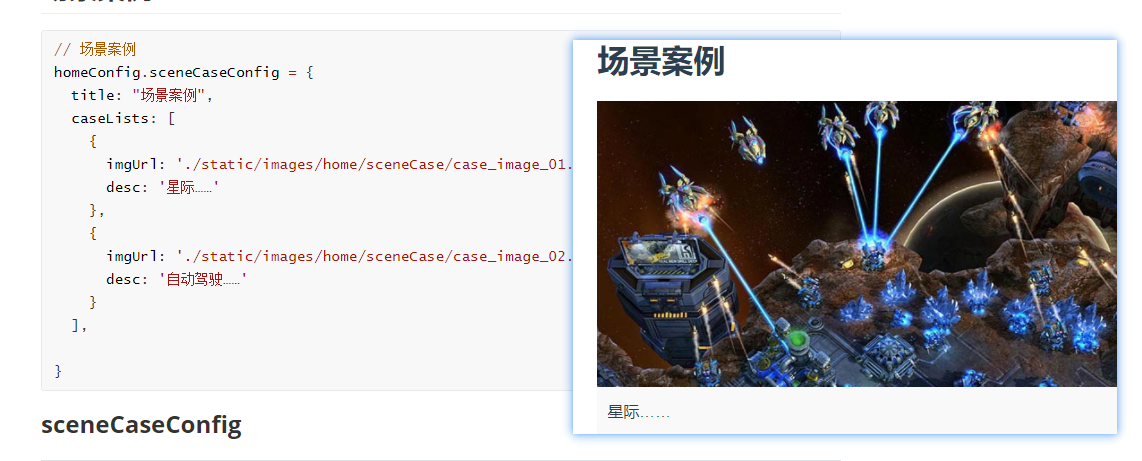 // 场景案例
homeConfig.sceneCaseConfig = {
title: "场景案例",
caseLists: [
{
imgUrl: './static/images/home/sceneCase/case_image_01.
desc: '星际……'
},
{
imgUrl: './static/images/home/sceneCase/case_image_02.
desc: '自动驾驶……'
}
],
}
sceneCaseConfig
场景案例
星际……